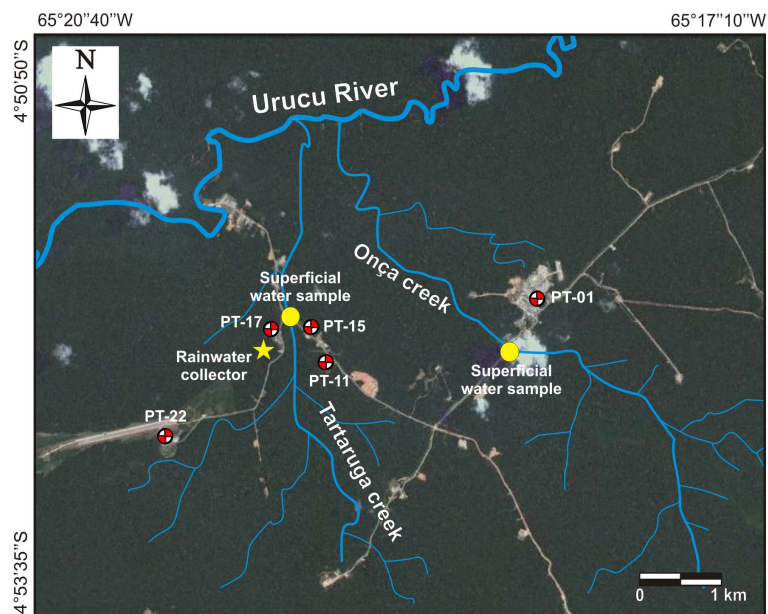 65°20'40''W
65°17'10''W
4°50'50''S
N
Urucu River
Onça creek
Superficial
water sample
PT-01
PT-17
PT-15
Rainwater
collector
PT-11
Superficial
water sample
PT-22
Tartaruga creek
4°53'35''S
0
1 km